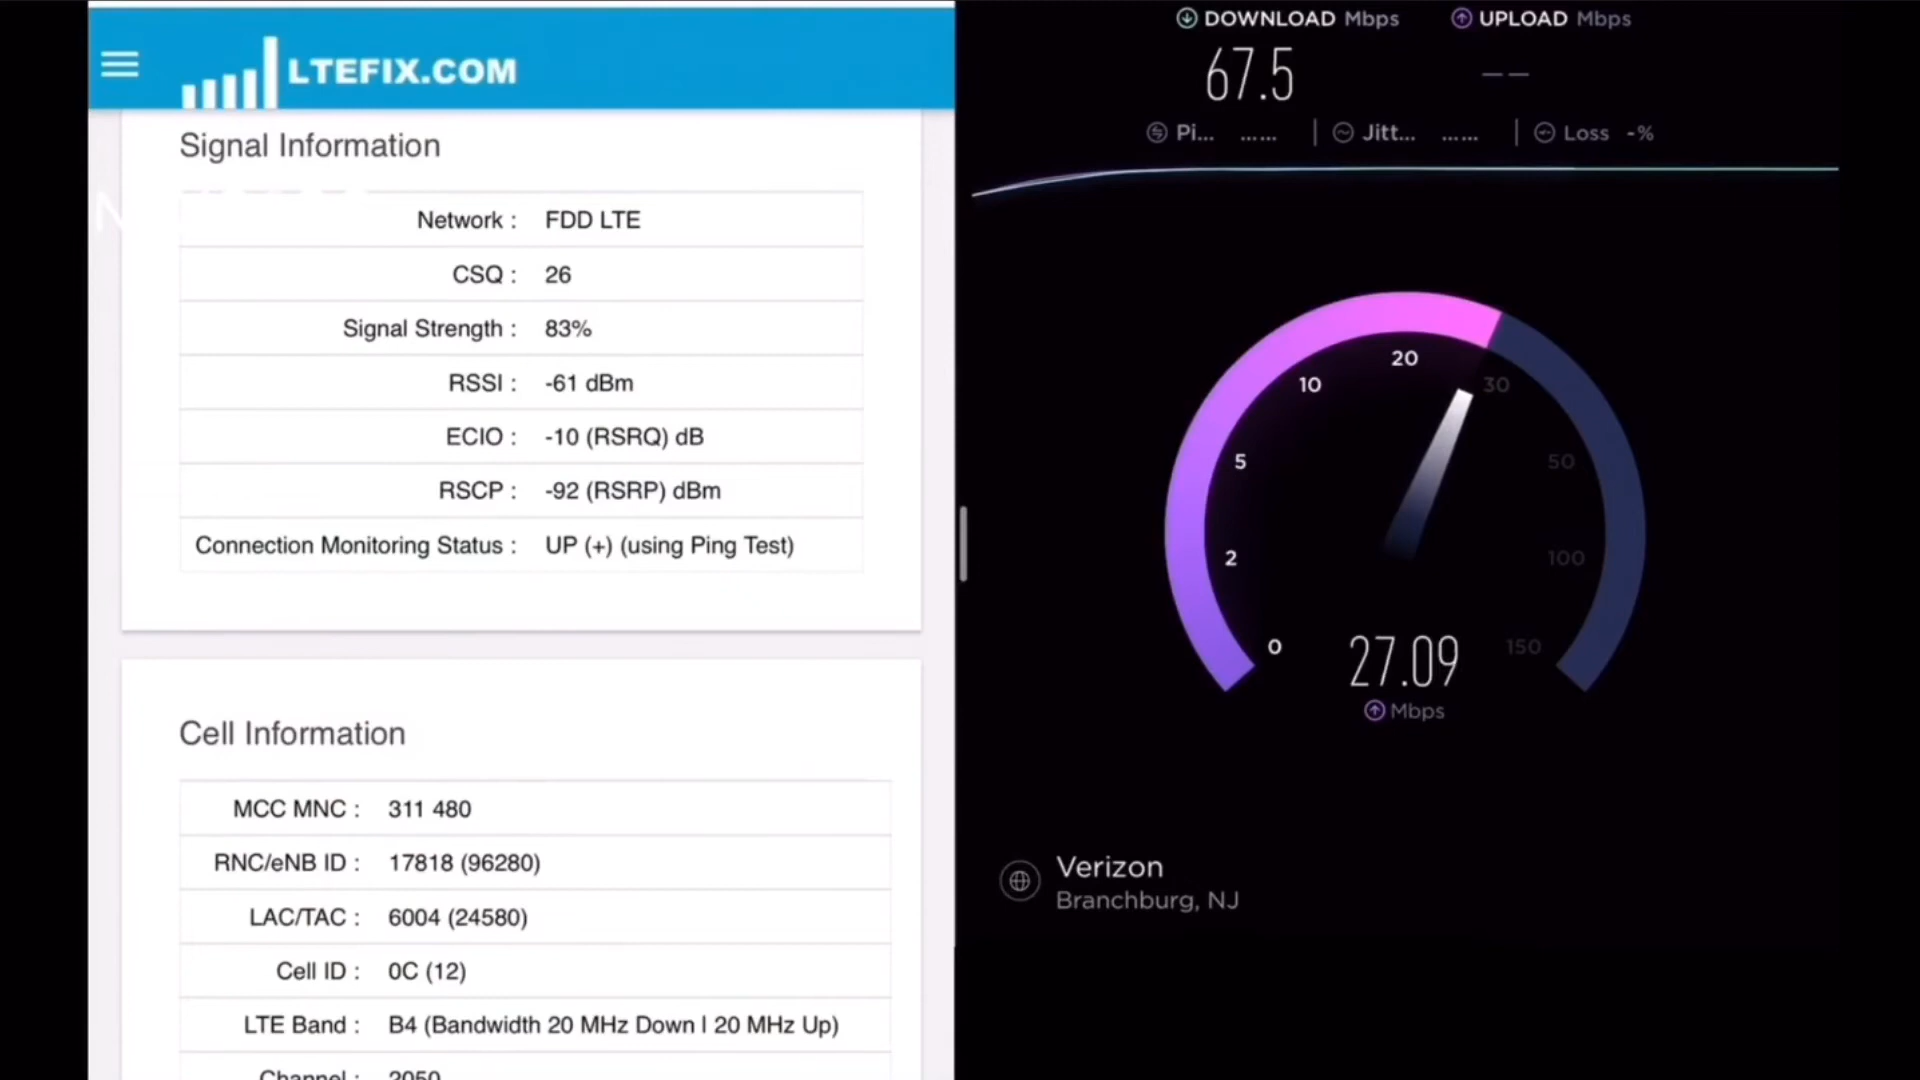 LTEFIX.COM
Signal Information
Network : FDD LTE
CSQ : 26
Signal Strength : 83%
RSSI : -61 dBm
ECIO : -10 (RSRQ) dB
RSCP : -92 (RSRP) dBm
Connection Monitoring Status : UP (+) (using Ping Test)
Cell Information
MCC MNC : 311 480
RNC/eNB ID : 17818 (96280)
LAC/TAC : 6004 (24580)
Cell ID : 0C (12)
LTE Band : B4 (Bandwidth 20 MHz Down | 20 MHz Up)
Channel : 2050
DOWNLOAD Mbps UPLOAD Mbps
67.5 — —
Pi... ...... | Jitt... ...... | Loss -%
20
10 30
5 50
2 100
0 150
27.09
Mbps
Verizon
Branchburg, NJ